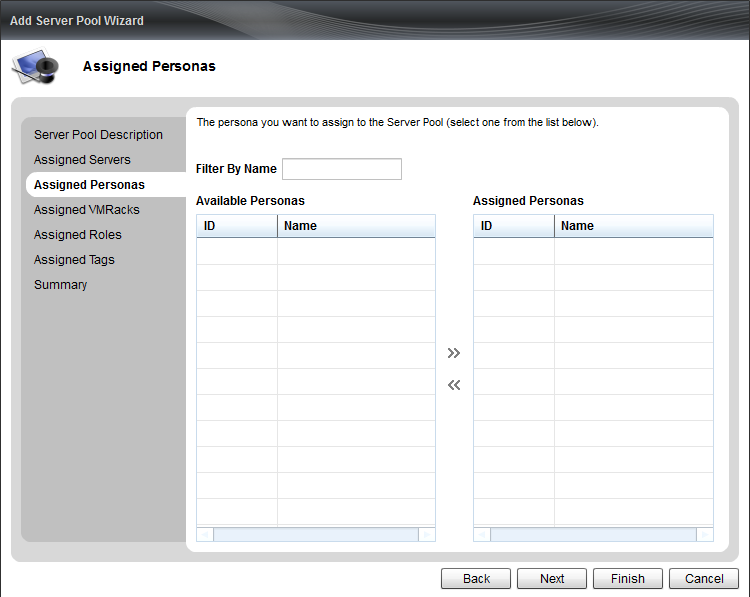 Add Server Pool Wizard
Assigned Personas
Server Pool Description
Assigned Servers
Assigned Personas
Assigned VMRacks
Assigned Roles
Assigned Tags
Summary
The persona you want to assign to the Server Pool (select one from the list below).
Filter By Name
Available Personas
ID Name
Assigned Personas
ID Name
Back Next Finish Cancel